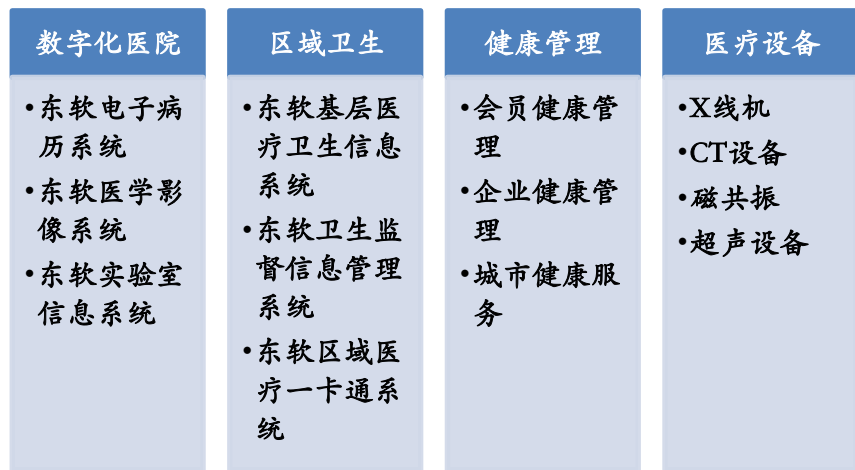 数字化医院
•东软电子病
历系统
•东软医学影
像系统
•东软实验室
信息系统
区域卫生
•东软基层医
疗卫生信息
系统
•东软卫生监
督信息管理
系统
•东软区域医
疗一卡通系
统
健康管理
•会员健康管
理
•企业健康管
理
•城市健康服
务
医疗设备
•X线机
•CT设备
•磁共振
•超声设备